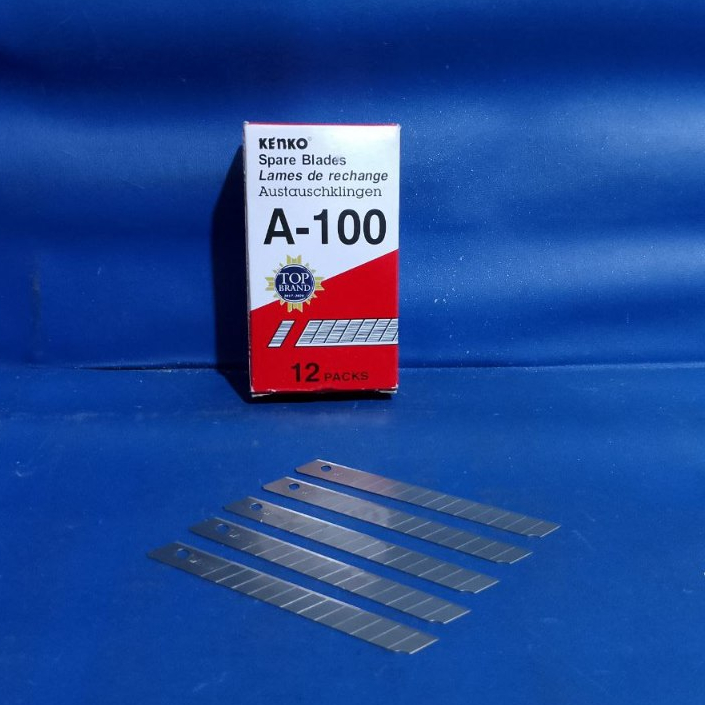 KENKO
Spare Blades
Lames de rechange
Austauschklingen
A-100
TOP
BRAND
12 PACKS